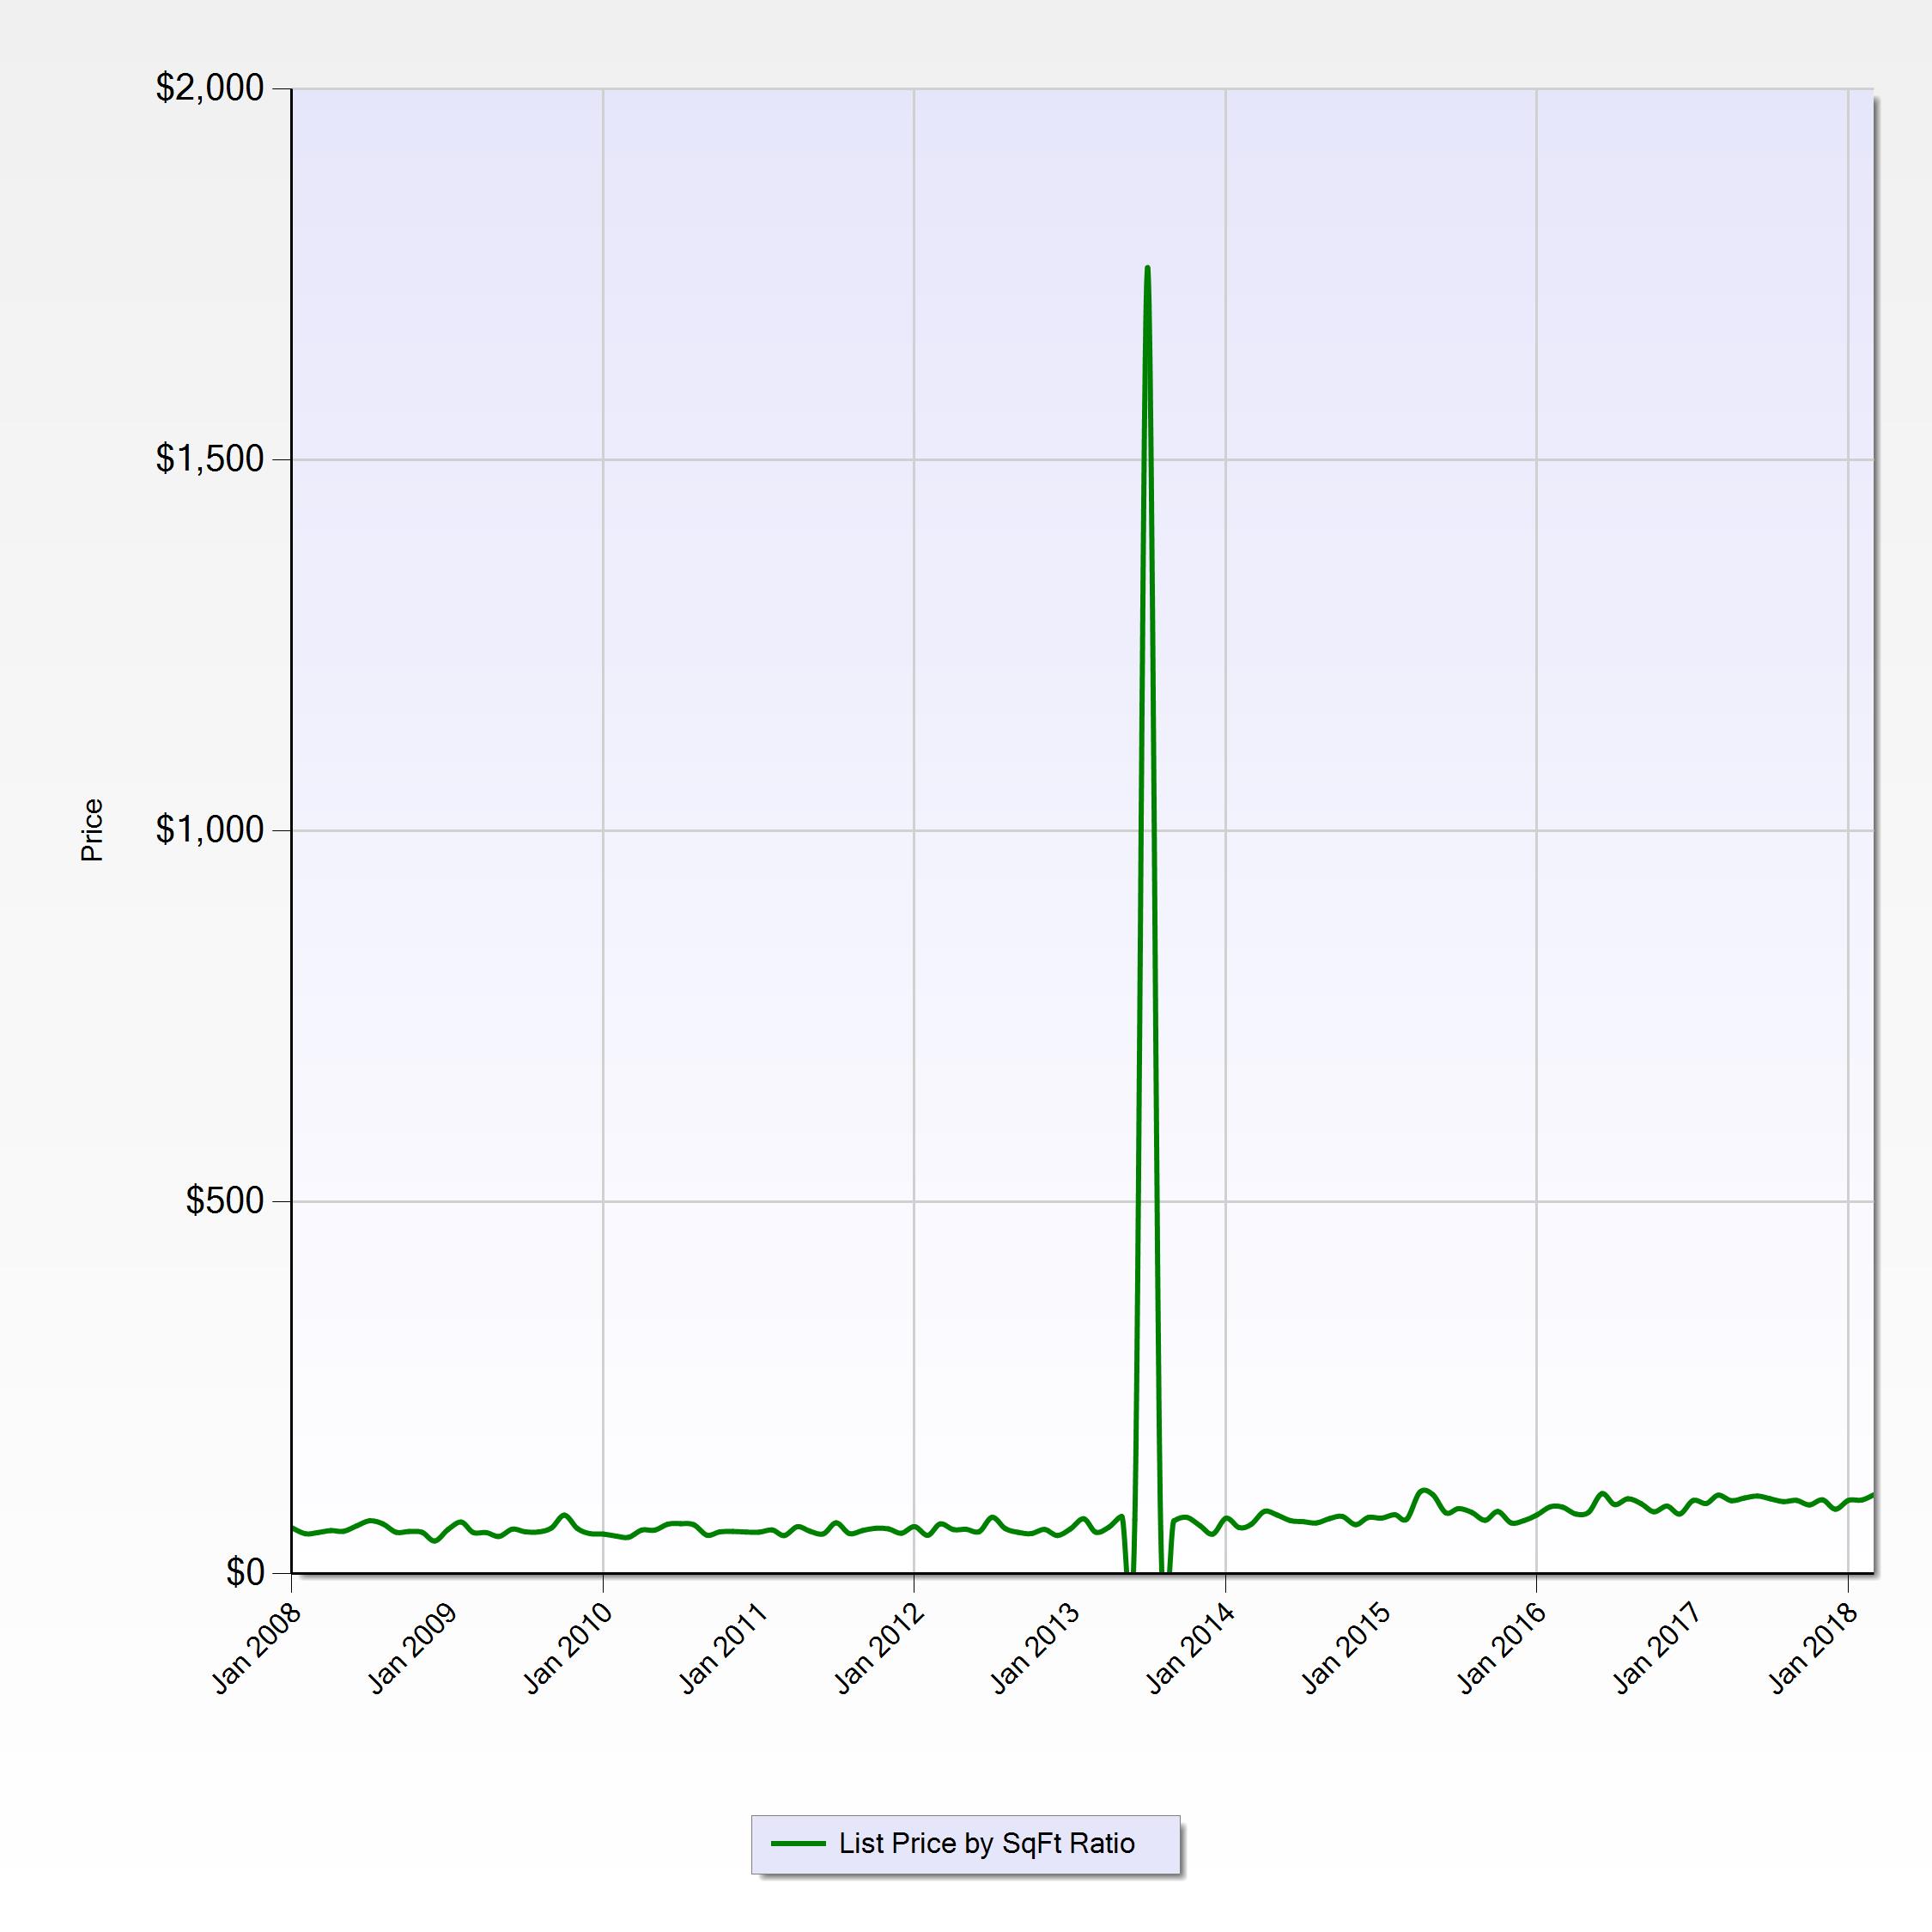 $2,000
$1,500
$1,000
$500
$0
Price
Jan 2008
Jan 2009
Jan 2010
Jan 2011
Jan 2012
Jan 2013
Jan 2014
Jan 2015
Jan 2016
Jan 2017
Jan 2018
List Price by SqFt Ratio